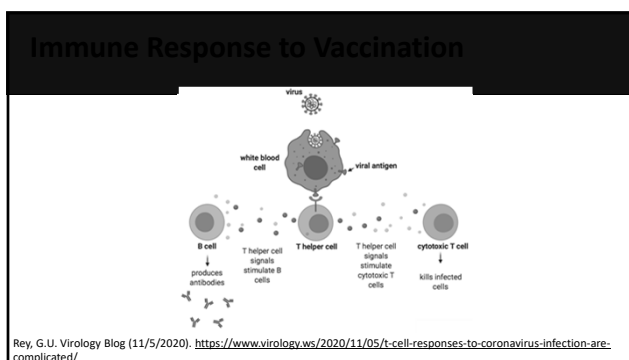 Immune Response to Vaccination
virus
white blood
cell
viral antigen
B cell
T helper cell
cytotoxic T cell
produces
antibodies
T helper cell
signals
stimulate B
cells
T helper cell
signals
stimulate
cytotoxic T
cells
kills infected
cells
Rey, G.U. Virology Blog (11/5/2020). https://www.virology.ws/2020/11/05/t-cell-responses-to-coronavirus-infection-are-
complicated/